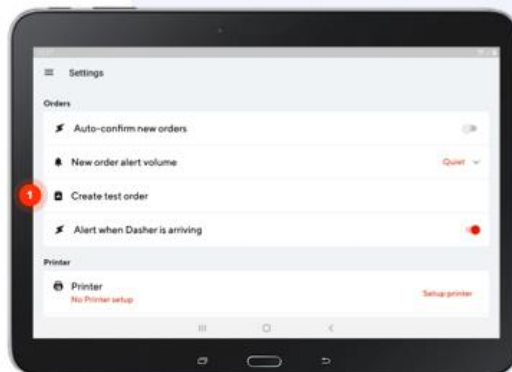 Settings
Orders
Auto-confirm new orders
New order alert volume
Quiet
1
Create test order
Alert when Dasher is arriving
Printer
Printer
No Printer setup
Setup printer